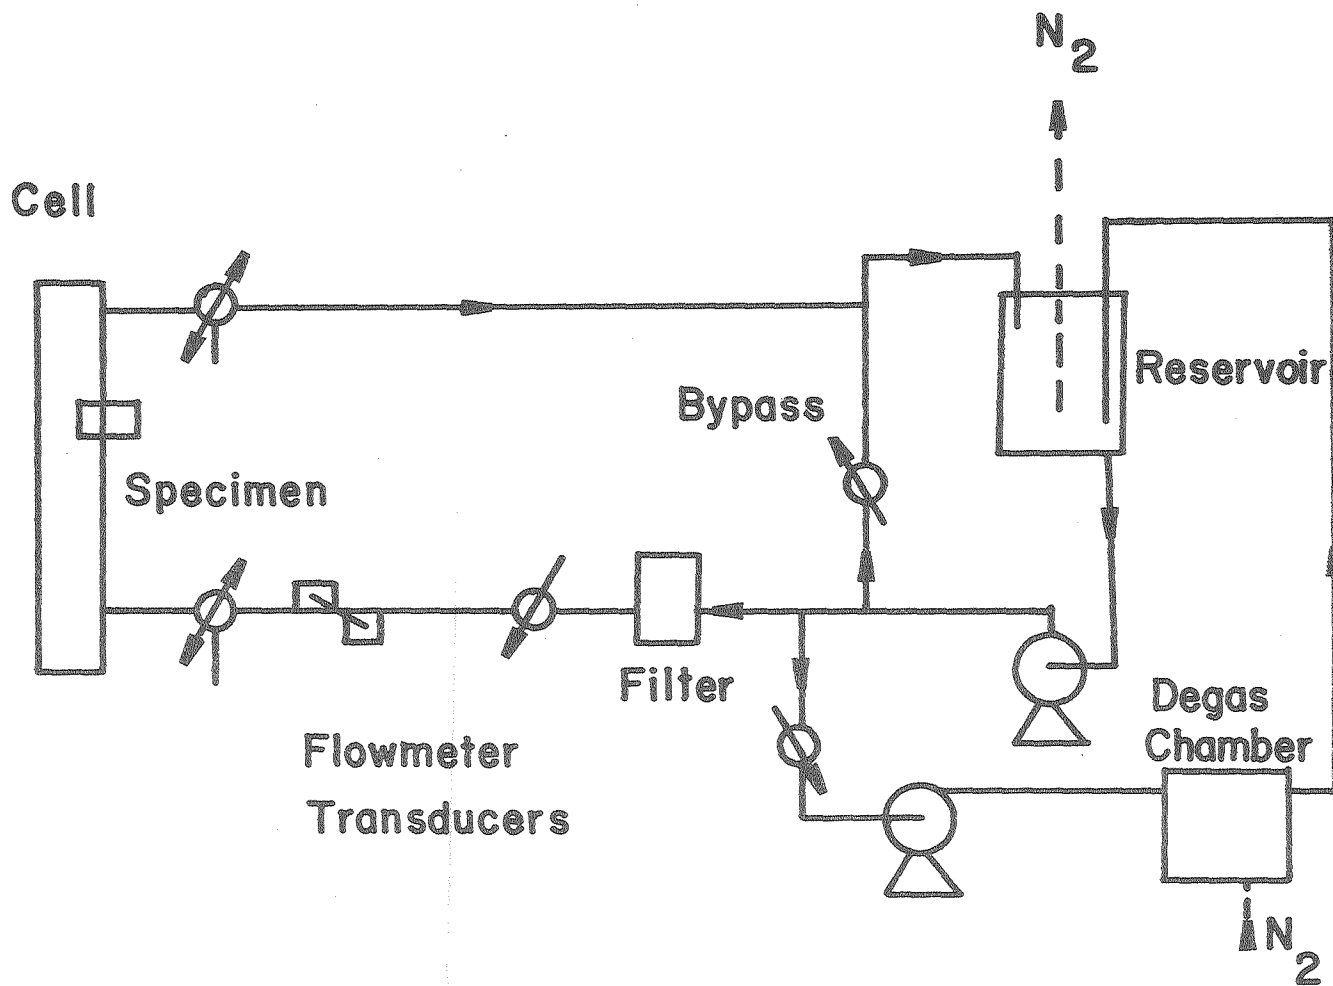 N2
Cell
Reservoir
Bypass
Specimen
Filter
Degas
Chamber
Flowmeter
Transducers
N2